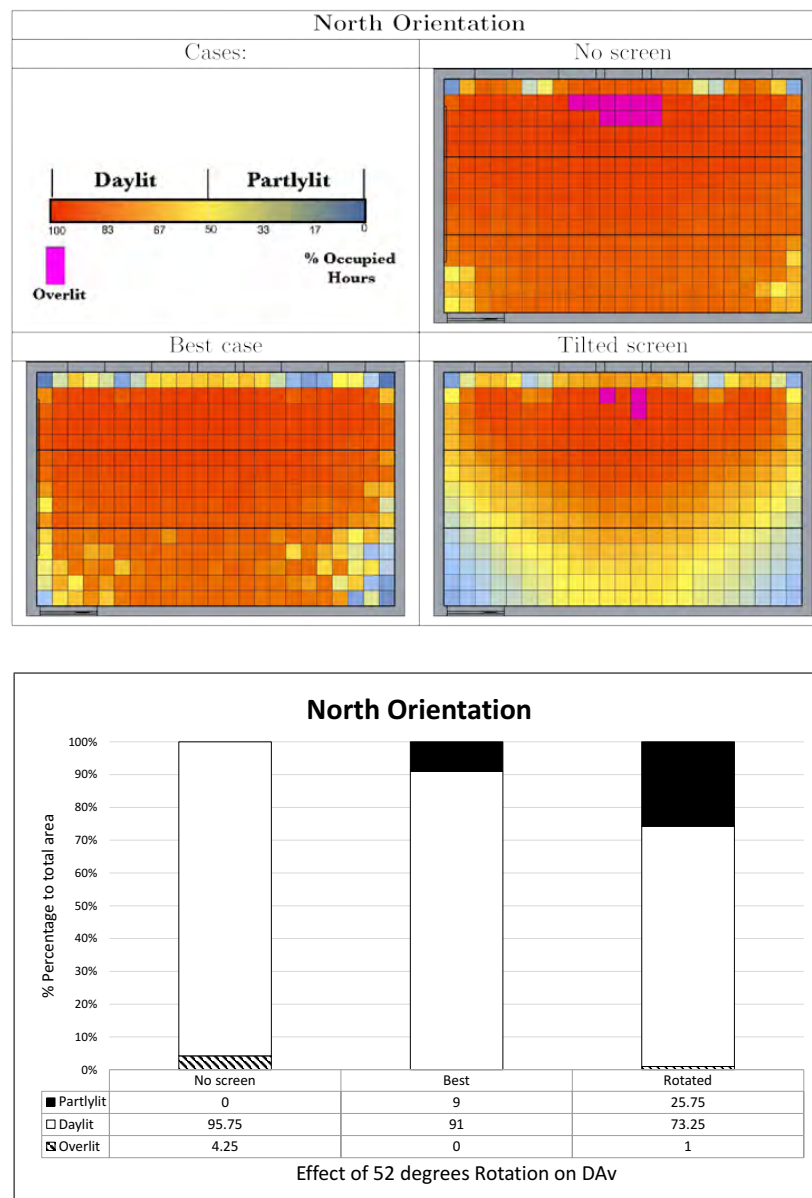 North Orientation
Cases:
No screen
Daylit
Partlylit
100 83 67 50 33 17 0
Overlit
% Occupied
Hours
Best case
Tilted screen
North Orientation
% Percentage to total area
100%
90%
80%
70%
60%
50%
40%
30%
20%
10%
0%
No screen Best Rotated
Partlylit 0 9 25.75
Daylit 95.75 91 73.25
Overlit 4.25 0 1
Effect of 52 degrees Rotation on DAv